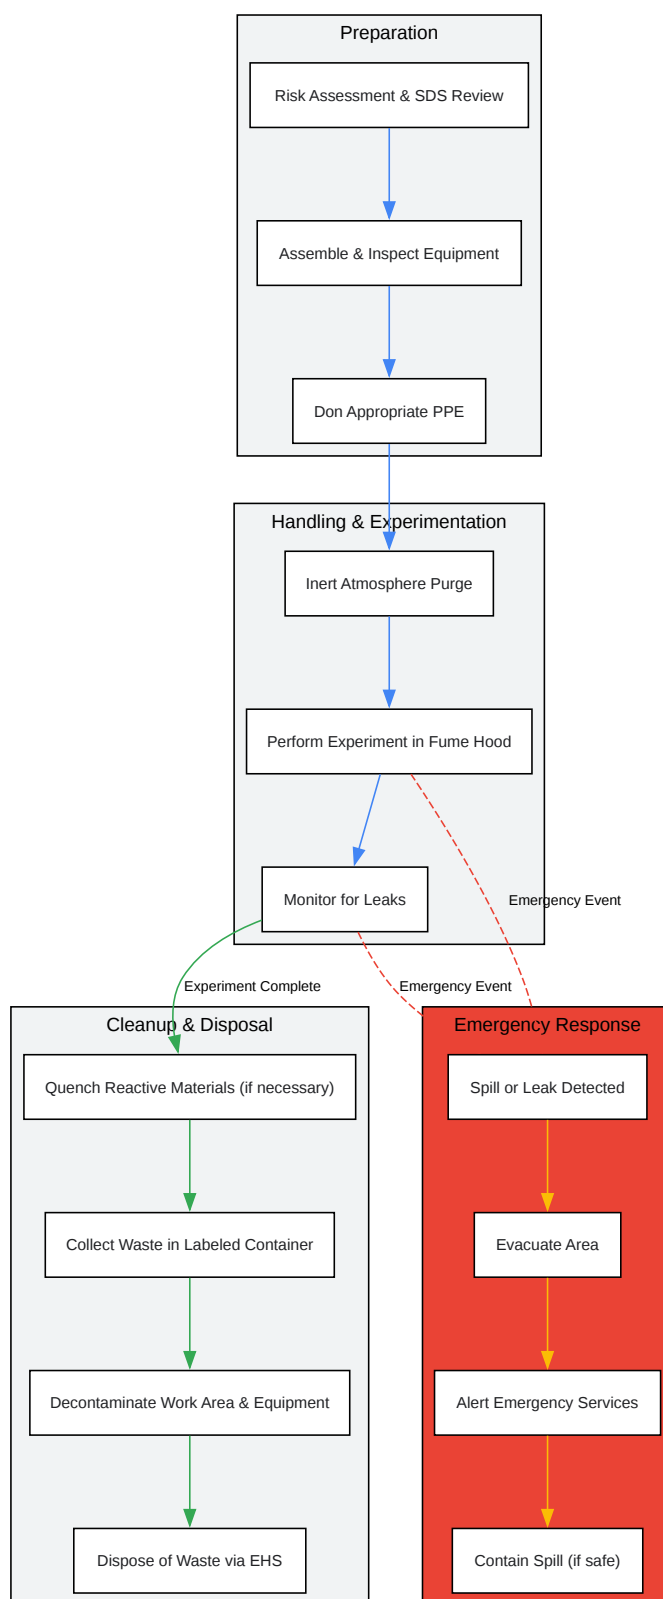 Preparation
Risk Assessment & SDS Review
Assemble & Inspect Equipment
Don Appropriate PPE
Handling & Experimentation
Inert Atmosphere Purge
Perform Experiment in Fume Hood
Monitor for Leaks
Emergency Event
Experiment Complete
Emergency Event
Cleanup & Disposal
Quench Reactive Materials (if necessary)
Collect Waste in Labeled Container
Decontaminate Work Area & Equipment
Dispose of Waste via EHS
Emergency Response
Spill or Leak Detected
Evacuate Area
Alert Emergency Services
Contain Spill (if safe)